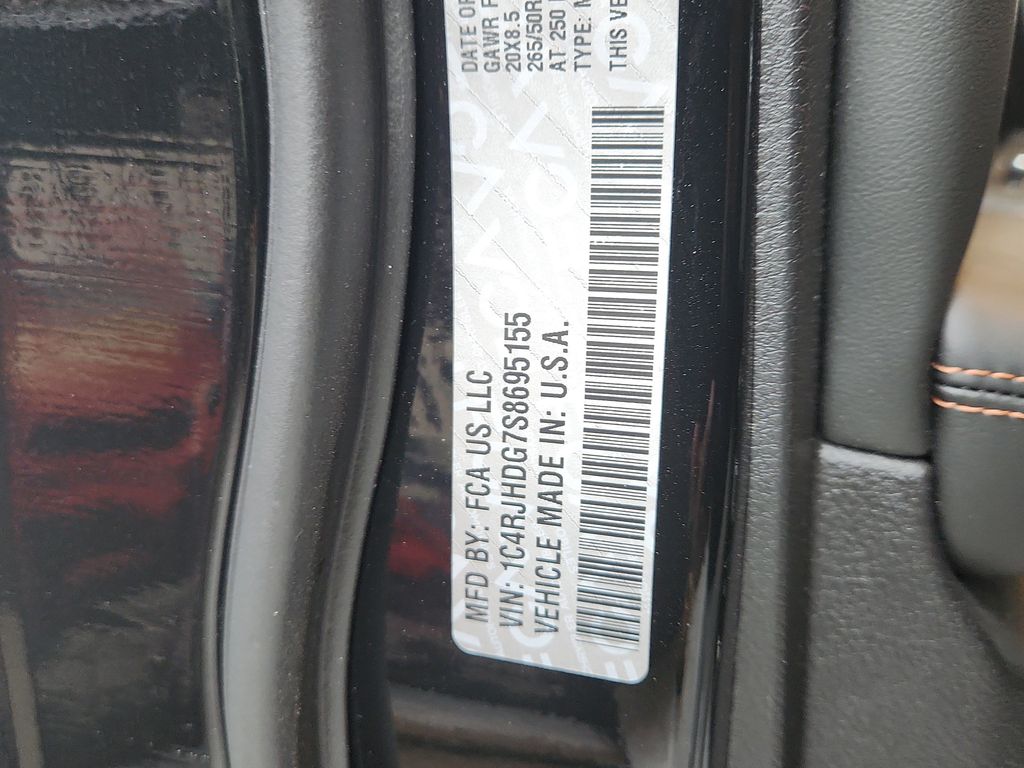 MFD BY: FCA US LLC
DATE OF
VIN: 1C4RJHDG7S8695155
GAWR
20X8.5
VEHICLE MADE IN: U.S.A.
265/50R
AT 250
TYPE:
THIS VE